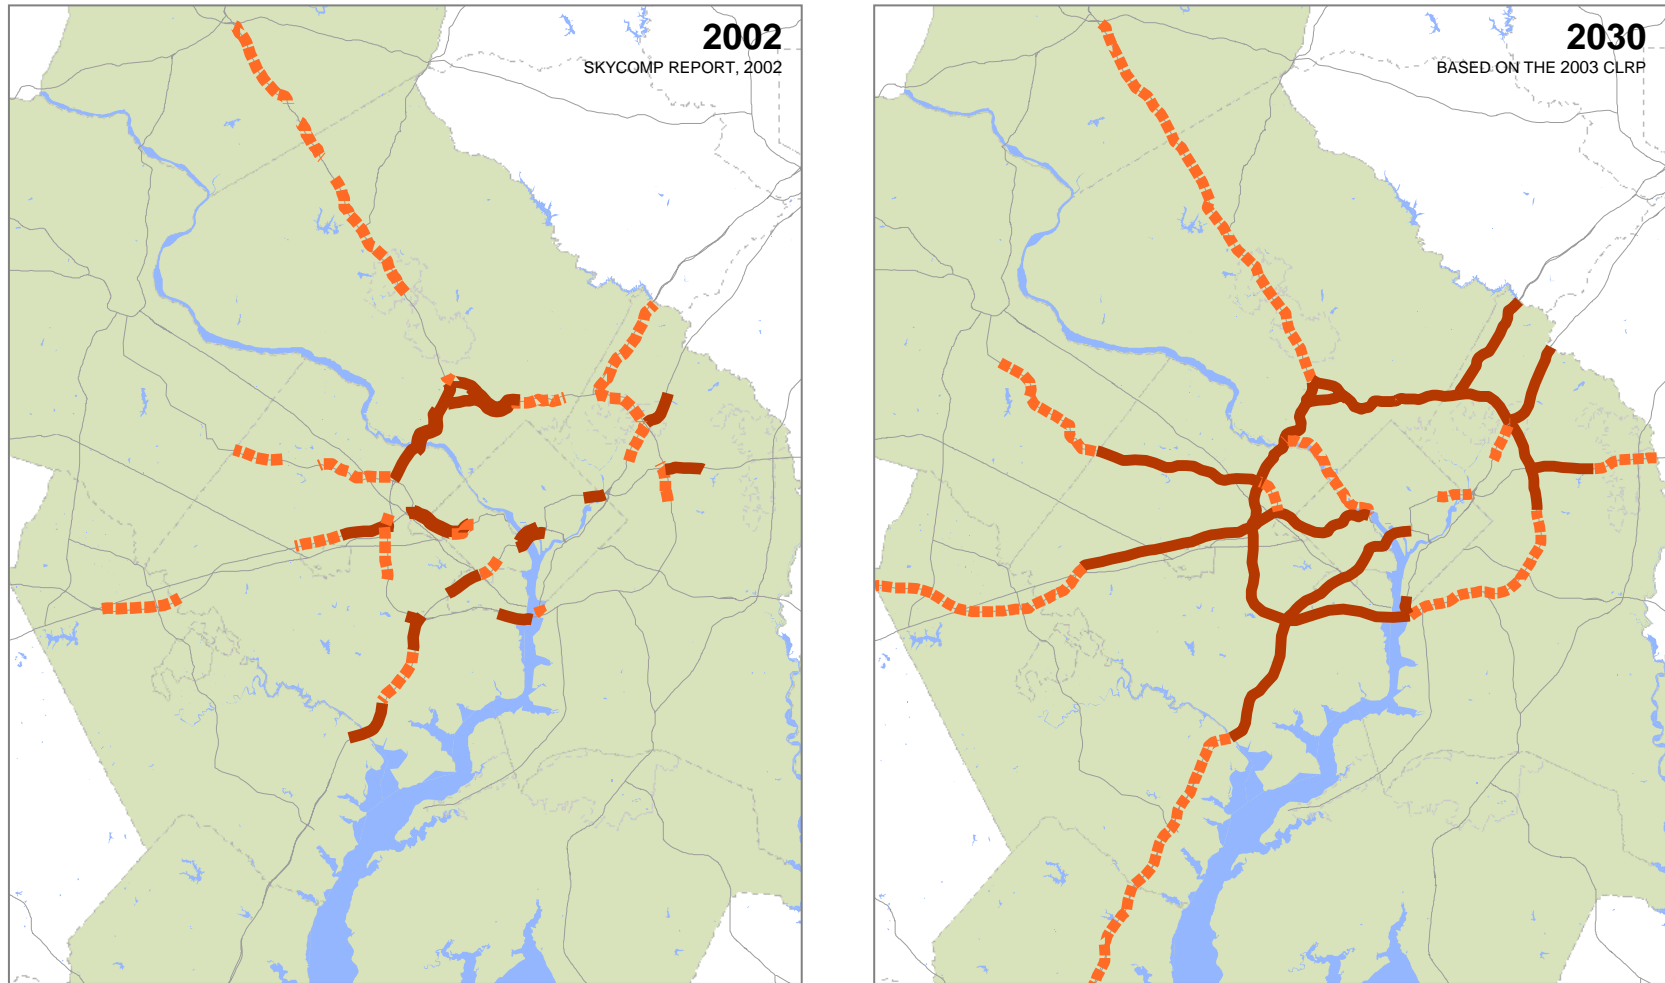 2002
SKYCOMP REPORT, 2002
2030
BASED ON THE 2003 CLRP